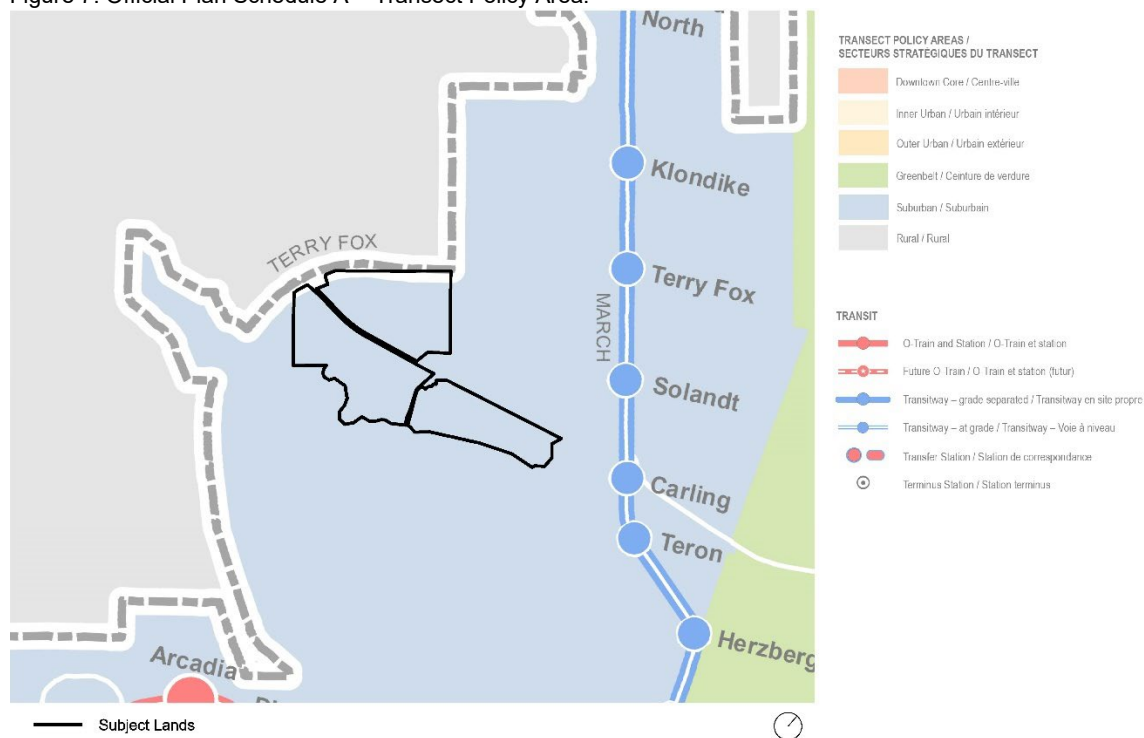 Figure 7: Official Plan Schedule A – Transect Policy Area.
North
Klondike
TERRY FOX
Terry Fox
MARCH
Solandt
Carling
Teron
Herzberg
Arcadia
TRANSECT POLICY AREAS /
SECTEURS STRATÉGIQUES DU TRANSECT
Downtown Core / Centre-ville
Inner Urban / Urbain intérieur
Outer Urban / Urbain extérieur
Greenbelt / Ceinture de verdure
Suburban / Suburbain
Rural / Rural
TRANSIT
O-Train and Station / O-Train et station
Future O-Train / O-Train et station (futur)
Transitway – grade separated / Transitway en site propre
Transitway – at grade / Transitway – Voie à niveau
Transfer Station / Station de correspondance
Terminus Station / Station terminus
Subject Lands